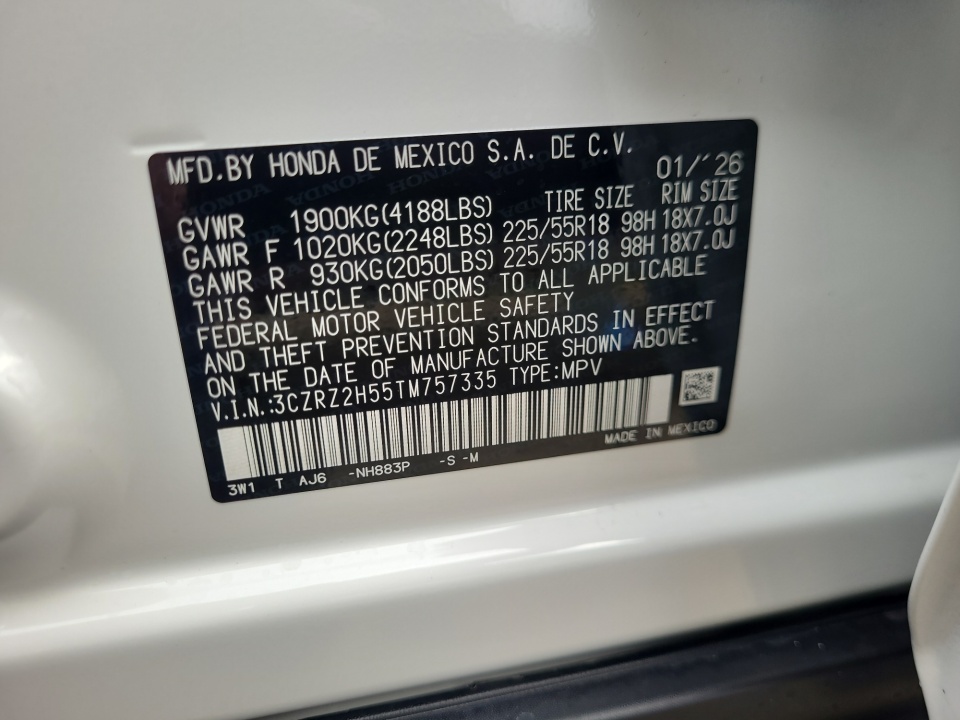 MFD.BY HONDA DE MEXICO S.A. DE C.V. 01/'26
TIRE SIZE RIM SIZE
GVWR 1900KG(4188LBS)
GAWR F 1020KG(2248LBS) 225/55R18 98H 18X7.0J
GAWR R 930KG(2050LBS) 225/55R18 98H 18X7.0J
THIS VEHICLE CONFORMS TO ALL APPLICABLE
FEDERAL MOTOR VEHICLE SAFETY
AND THEFT PREVENTION STANDARDS IN EFFECT
ON THE DATE OF MANUFACTURE SHOWN ABOVE.
V.I.N.:3CZRZ2H55TM757335 TYPE:MPV
MADE IN MEXICO
3W1 T AJ6 -NH883P -S -M